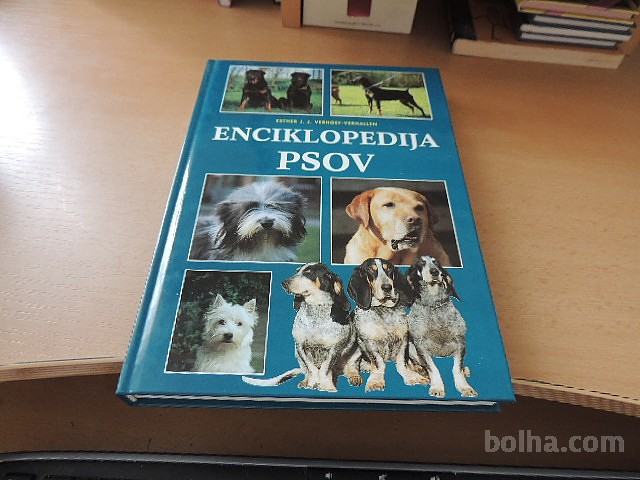 ESTHER J. J. VERHOEF-VERHALLEN
ENCIKLOPEDIJA
PSOV
bolha.com